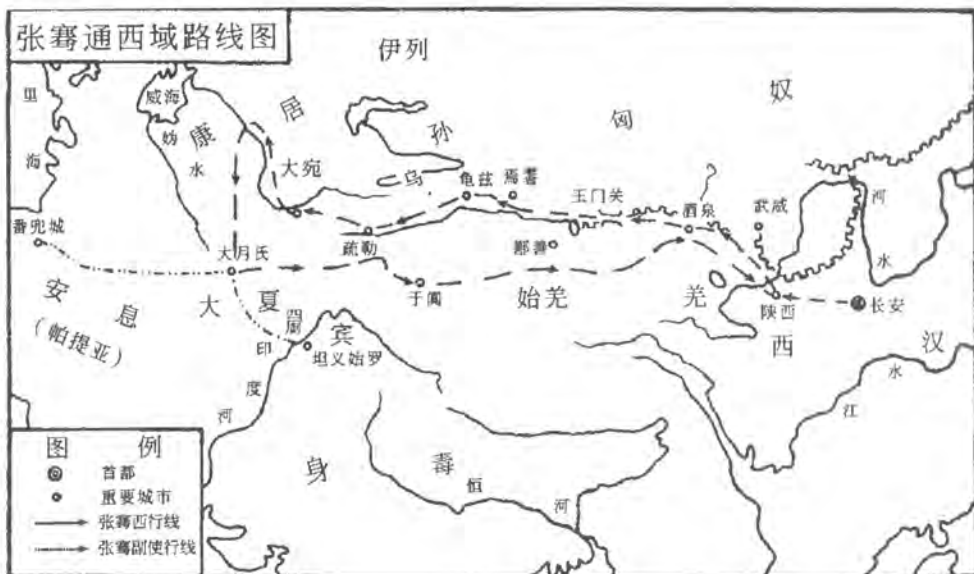 张骞通西域路线图
伊列
奴
匈
里海
威海
妫水
康居
孙
乌
大宛
龟兹
焉耆
玉门关
酒泉
武威
河水
番兜城
大月氏
疏勒
鄯善
于阗
始羌
羌
陕西
长安
安息
(帕提亚)
大夏
罽宾
坦义始罗
印度河
西汉
江水
身毒
恒河
图例
首都
重要城市
张骞西行线
张骞副使行线